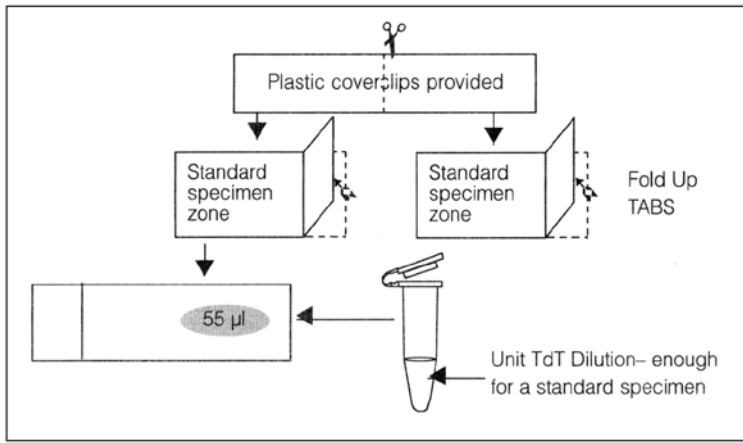 Plastic coverclips provided
Standard
specimen
zone
Standard
specimen
zone
Fold Up
TABS
55 µl
Unit TdT Dilution– enough
for a standard specimen